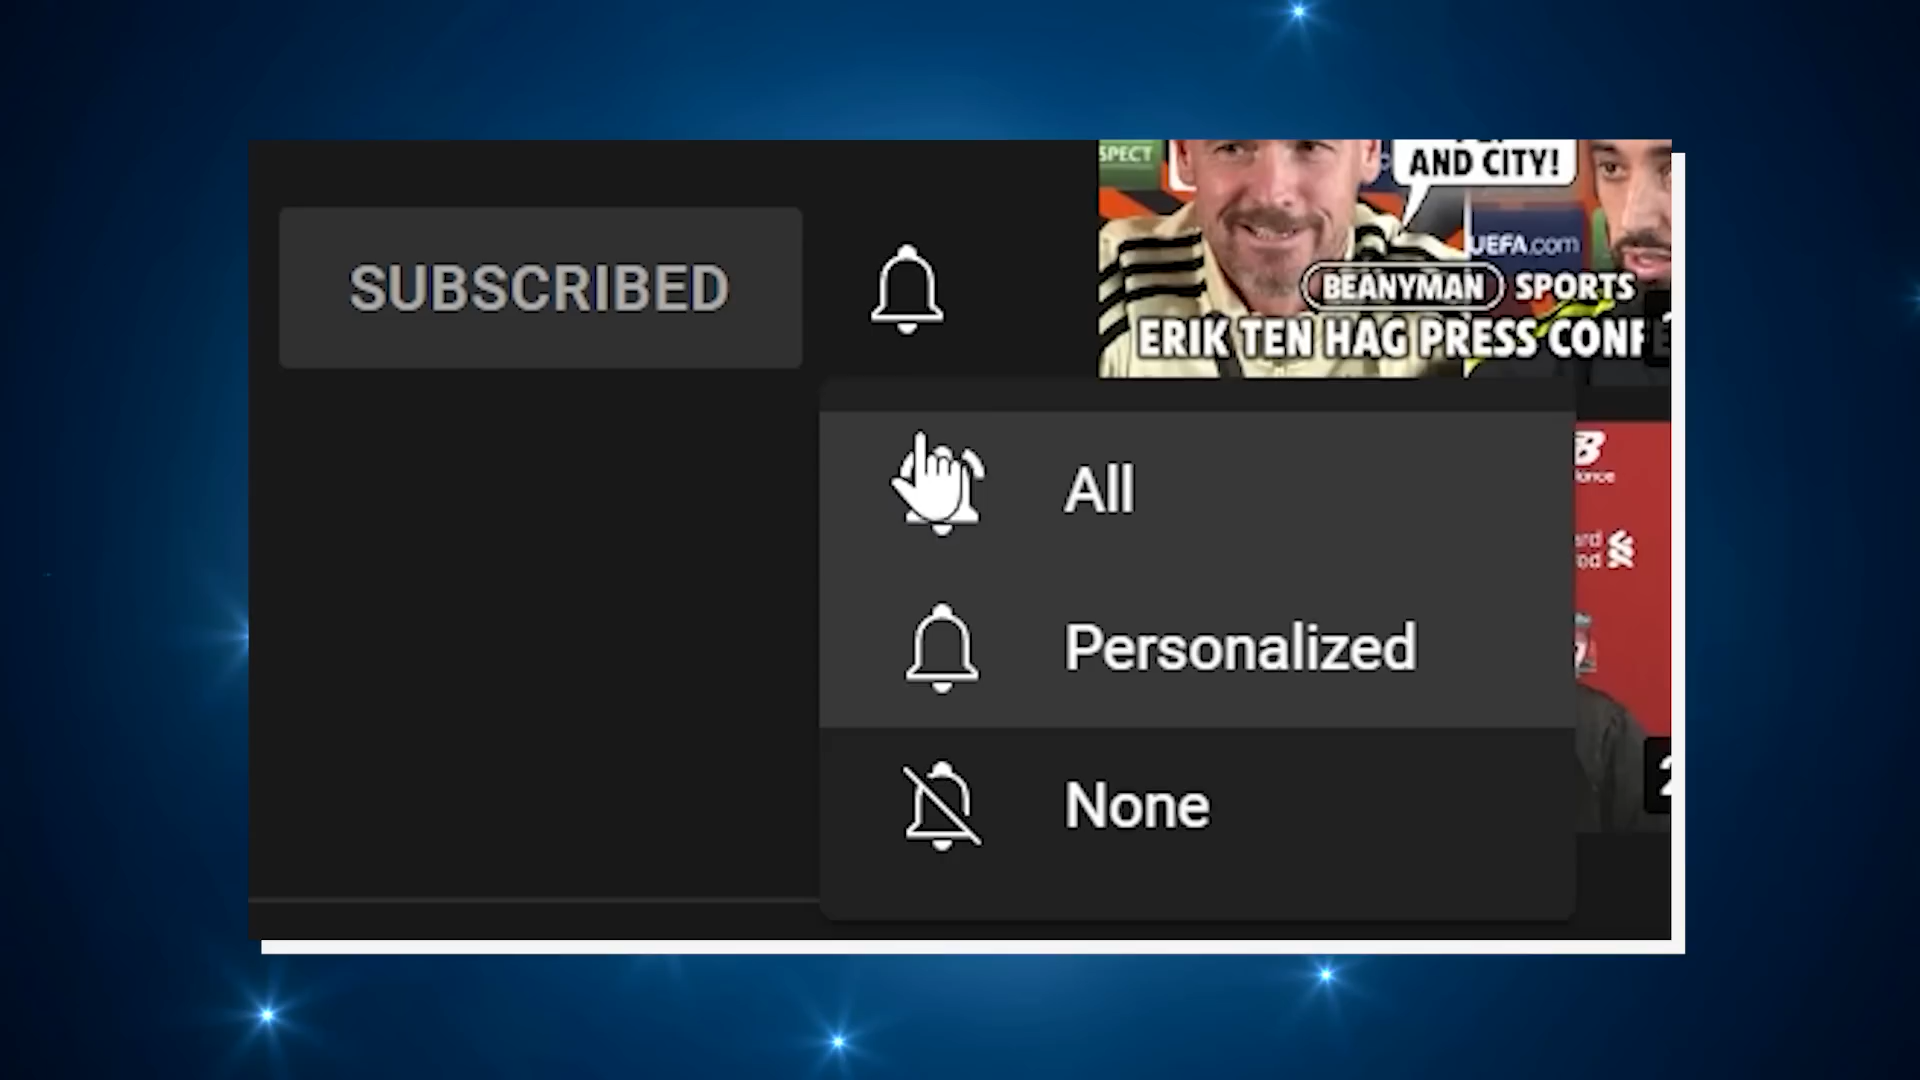 SPECT
AND CITY!
UEFA.com
BEANYMAN SPORTS
ERIK TEN HAG PRESS CONF
SUBSCRIBED
All
Personalized
None